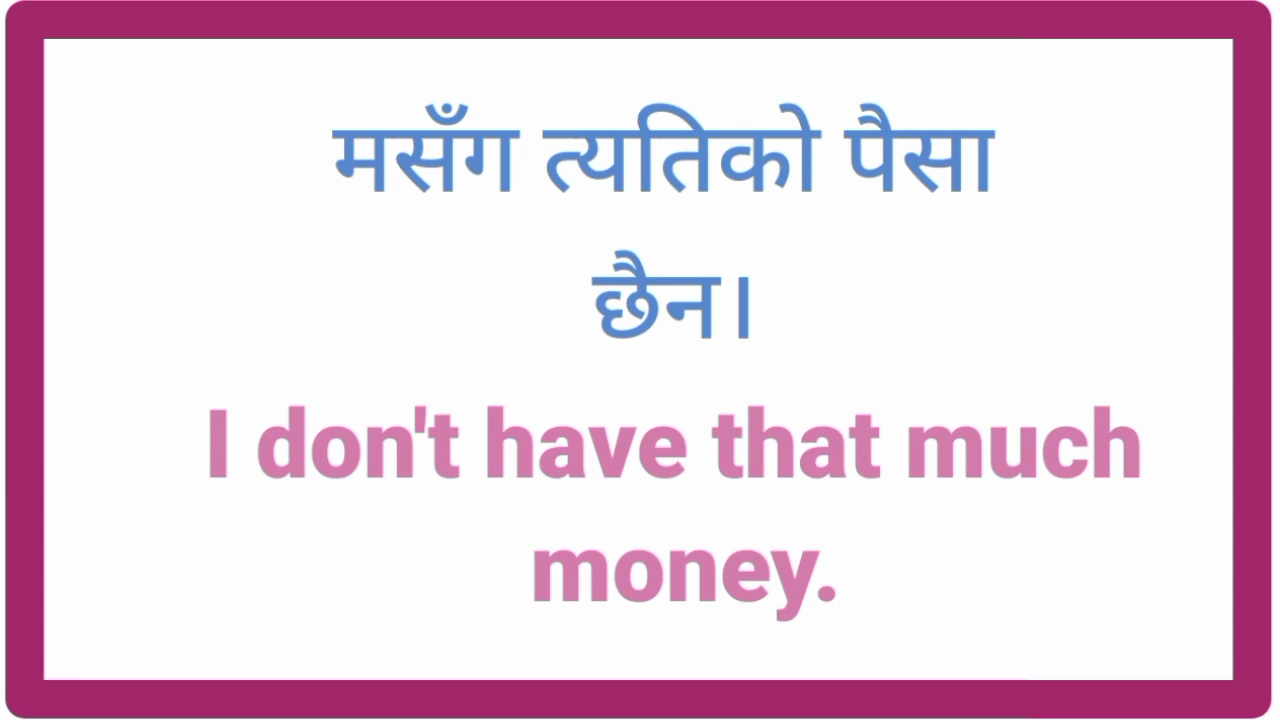 मसँग त्यतिको पैसा
छैन।
I don't have that much
money.